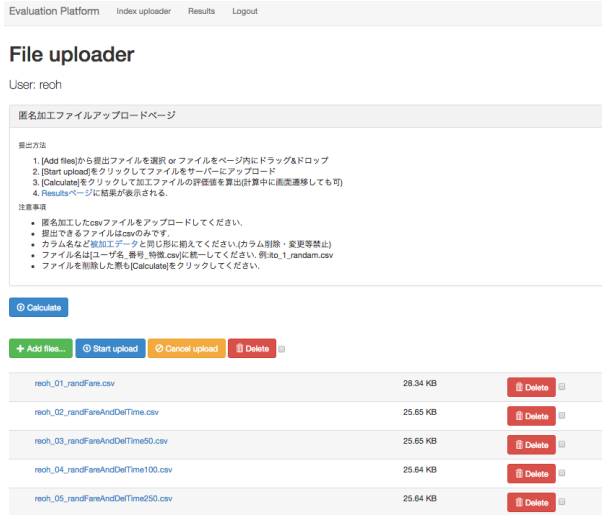 Evaluation Platform Index uploader Results Logout
File uploader
User: reoh
匿名加工ファイルアップロードページ
提出方法
1. [Add files]から提出ファイルを選択 or ファイルをページ内にドラッグ&ドロップ
2. [Start upload]をクリックしてファイルをサーバーにアップロード
3. [Calculate]をクリックして加工ファイルの評価値を算出(計算中に画面遷移しても可)
4. Resultsページに結果が表示される.
注意事項
• 匿名加工したcsvファイルをアップロードしてください.
• 提出できるファイルはcsvのみです.
• カラム名など被加工データと同じ形に揃えてください.(カラム削除・変更等禁止)
• ファイル名は[ユーザ名_番号_特徴.csv]に統一してください. 例:ito_1_randam.csv
• ファイルを削除した際も[Calculate]をクリックしてください.
Calculate
Add files... Start upload Cancel upload Delete
reoh_01_randFare.csv 28.34 KB Delete
reoh_02_randFareAndDelTime.csv 25.65 KB Delete
reoh_03_randFareAndDelTime50.csv 25.65 KB Delete
reoh_04_randFareAndDelTime100.csv 25.64 KB Delete
reoh_05_randFareAndDelTime250.csv 25.64 KB Delete